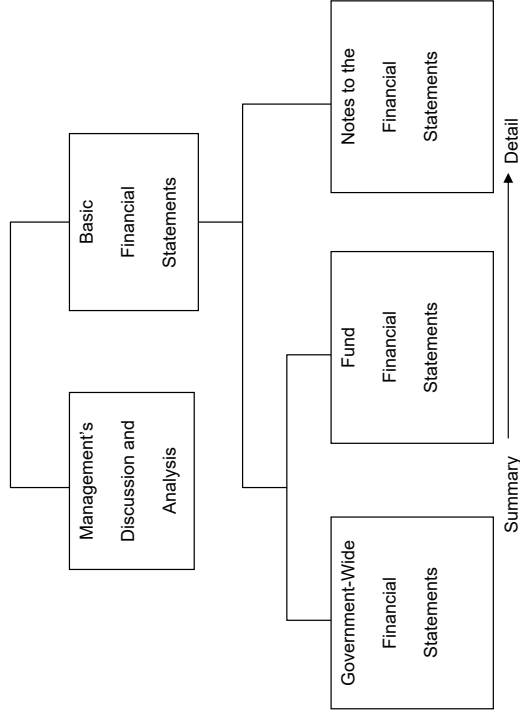 Management's
Discussion and
Analysis
Basic
Financial
Statements
Government-Wide
Financial
Statements
Fund
Financial
Statements
Notes to the
Financial
Statements
Summary
Detail